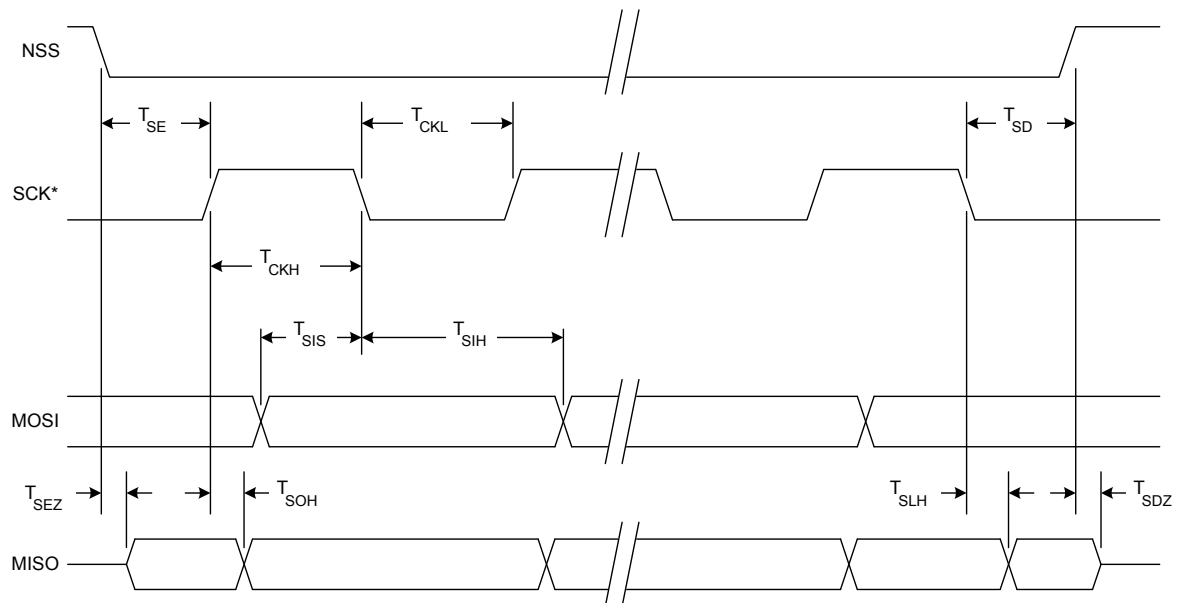 NSS
T_SE
T_CKL
T_SD
SCK*
T_CKH
T_SIS
T_SIH
MOSI
T_SEZ
T_SOH
T_SLH
T_SDZ
MISO